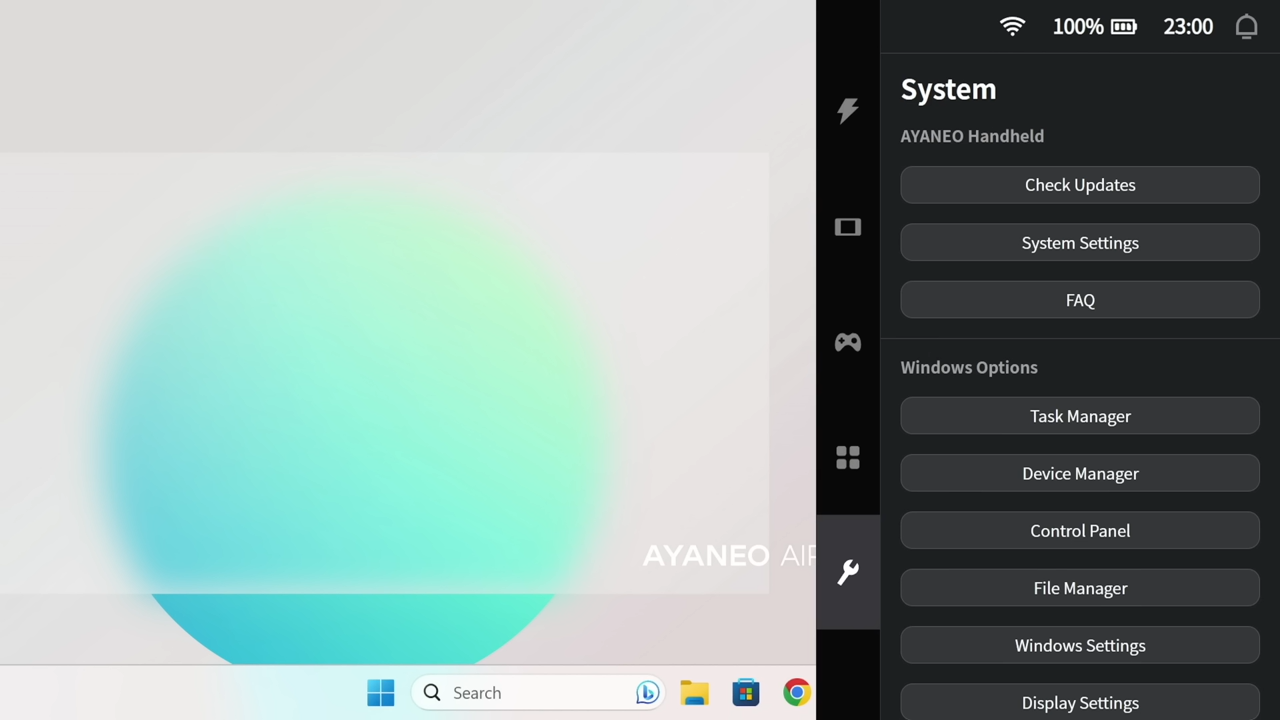 100%
23:00
System
AYANEO Handheld
Check Updates
System Settings
FAQ
Windows Options
Task Manager
Device Manager
Control Panel
File Manager
Windows Settings
Display Settings
AYANEO AIR
Search